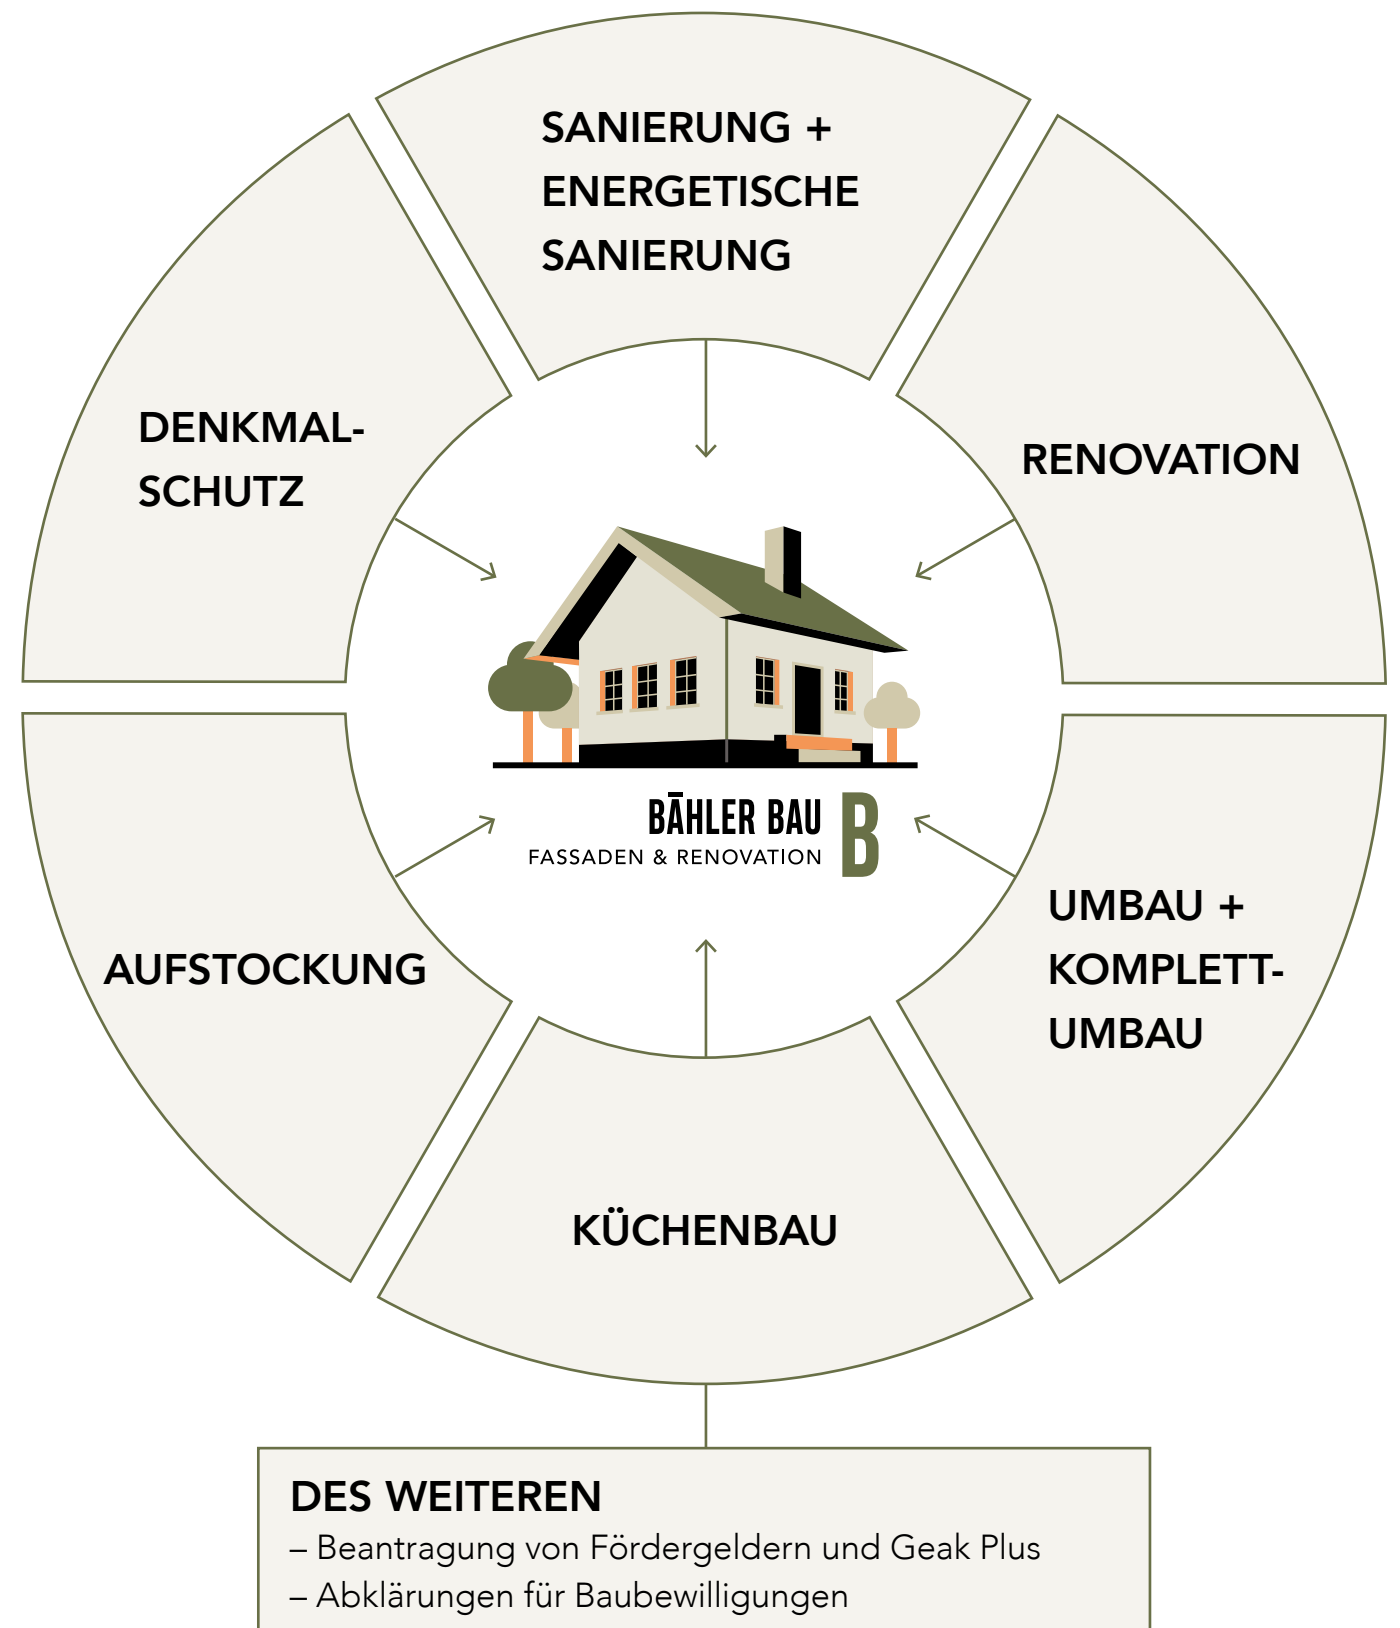 SANIERUNG +
ENERGETISCHE
SANIERUNG
DENKMAL-
SCHUTZ
RENOVATION
BĀHLER BAU B
FASSADEN & RENOVATION
UMBAU +
KOMPLETT-
UMBAU
AUFSTOCKUNG
KÜCHENBAU
DES WEITEREN
– Beantragung von Fördergeldern und Geak Plus
– Abklärungen für Baubewilligungen